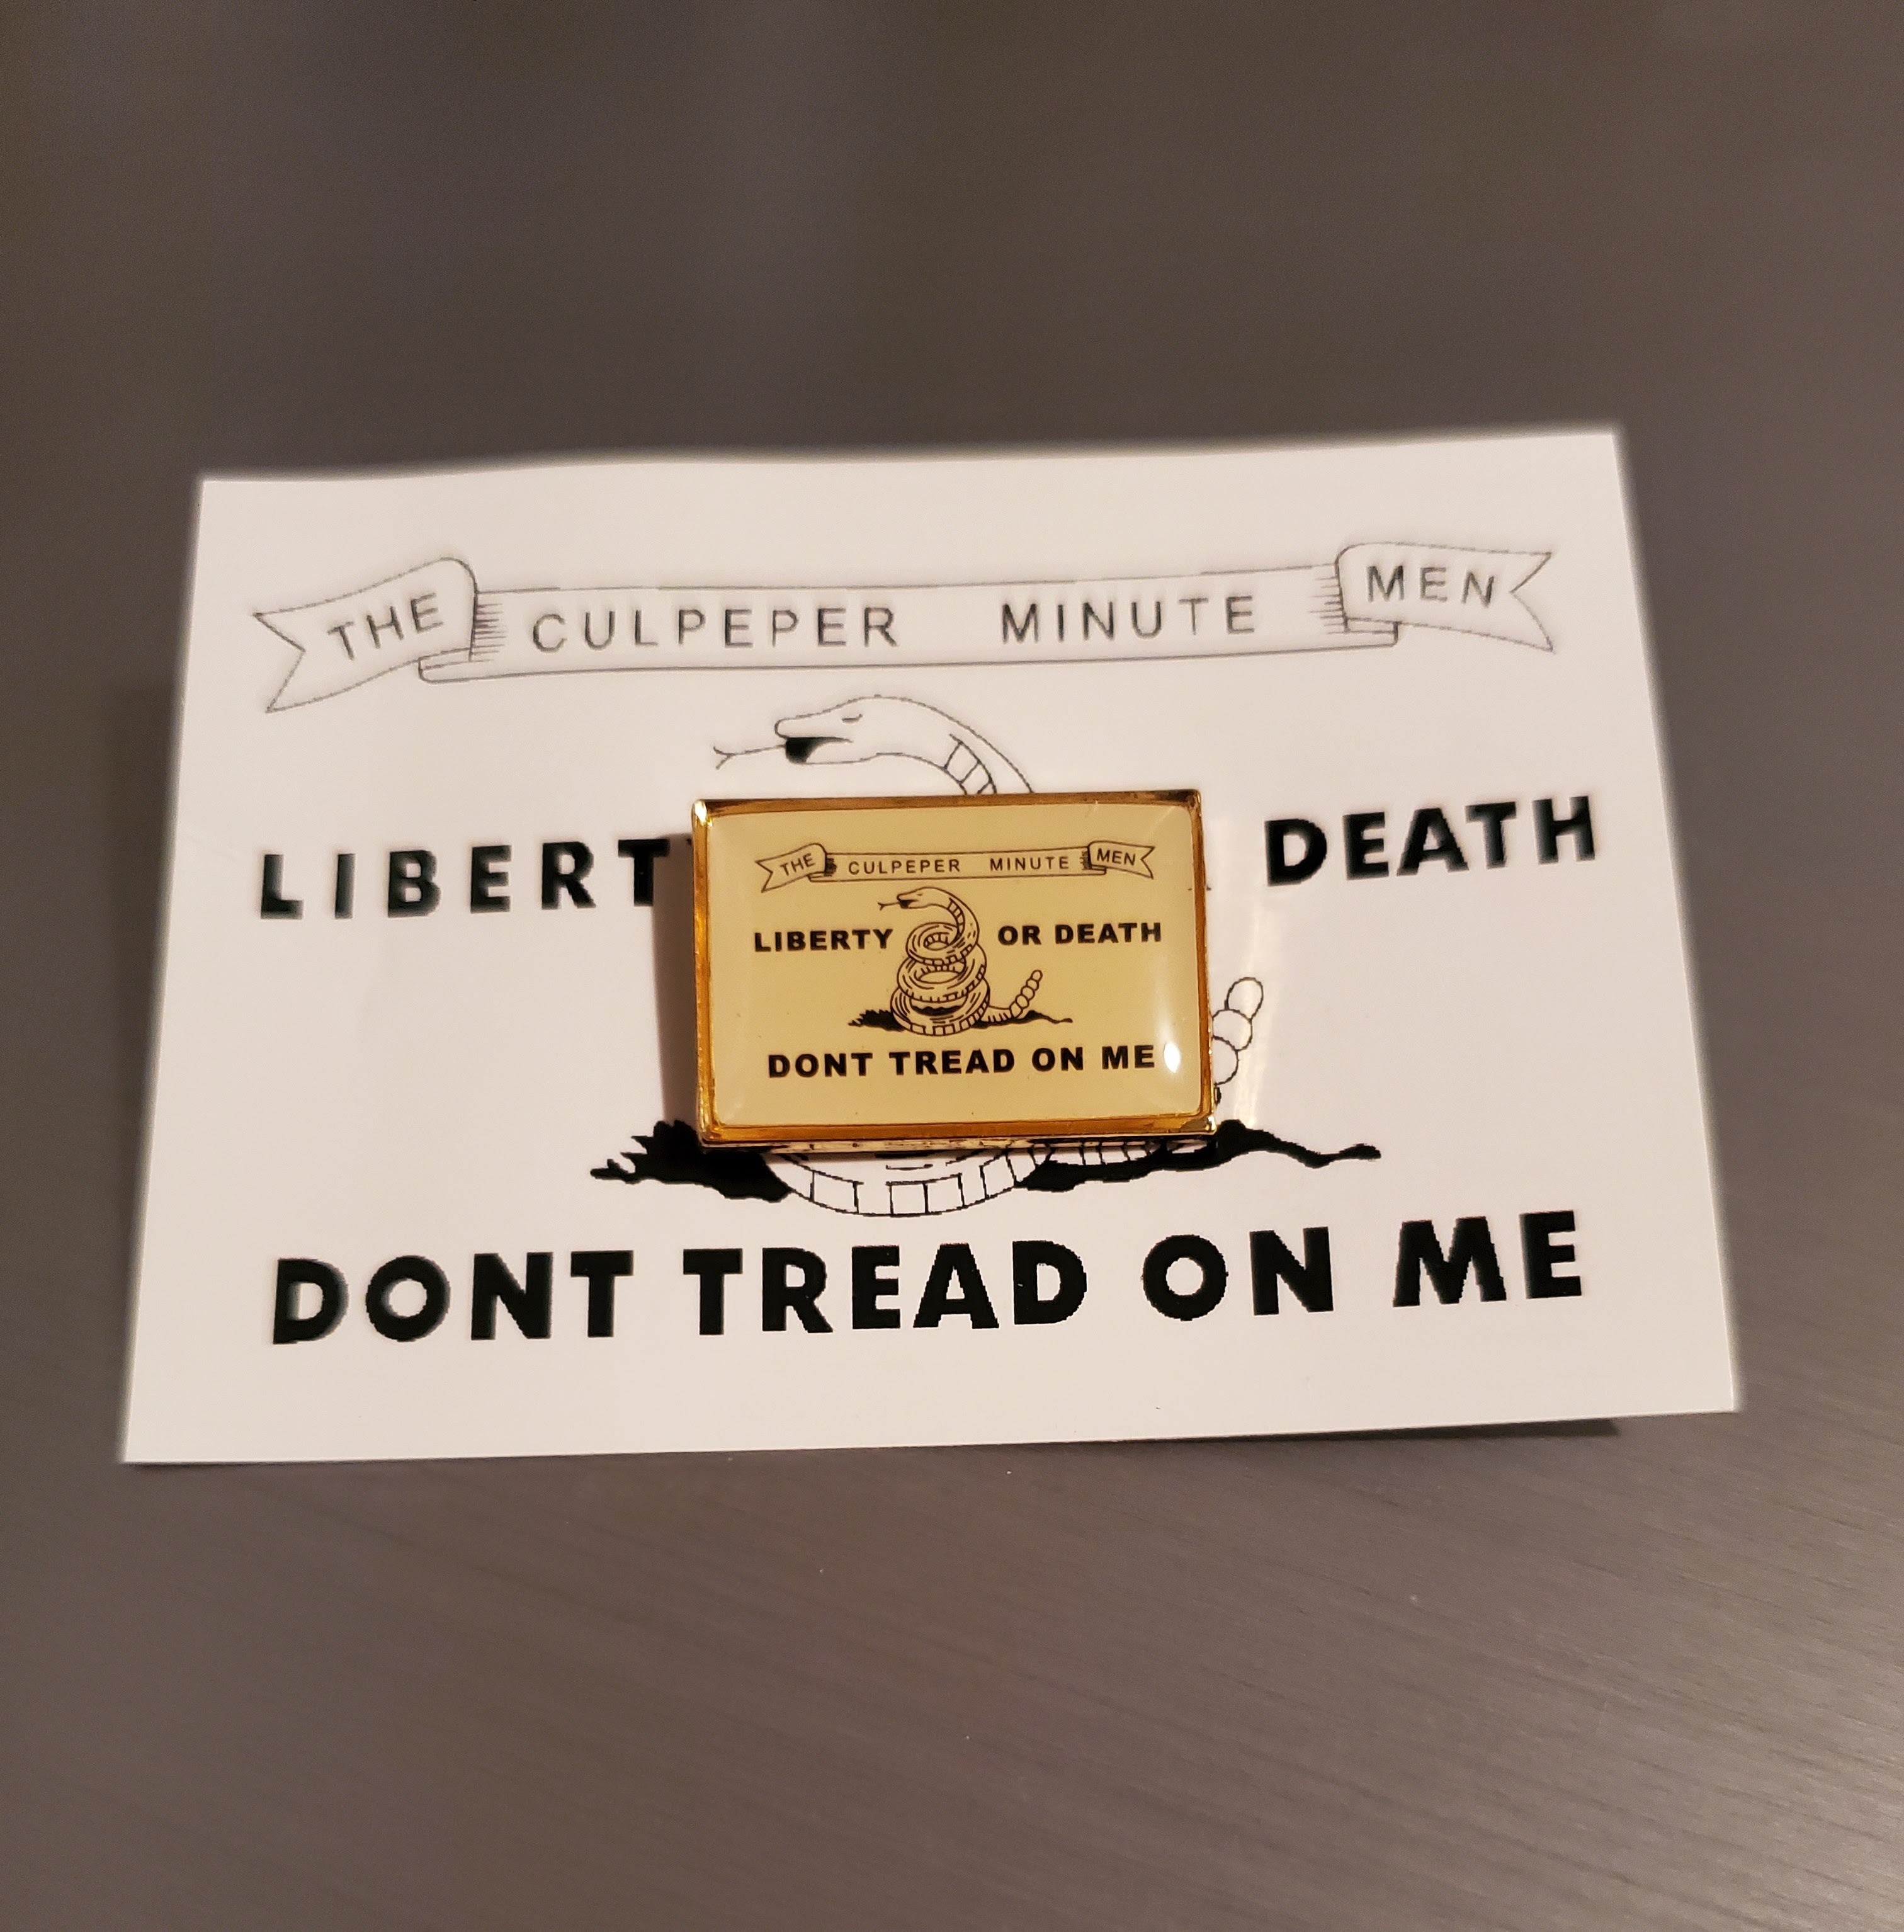 THE CULPEPER MINUTE MEN
LIBERTY DEATH
DONT TREAD ON ME
THE CULPEPER MINUTE MEN
LIBERTY OR DEATH
DONT TREAD ON ME